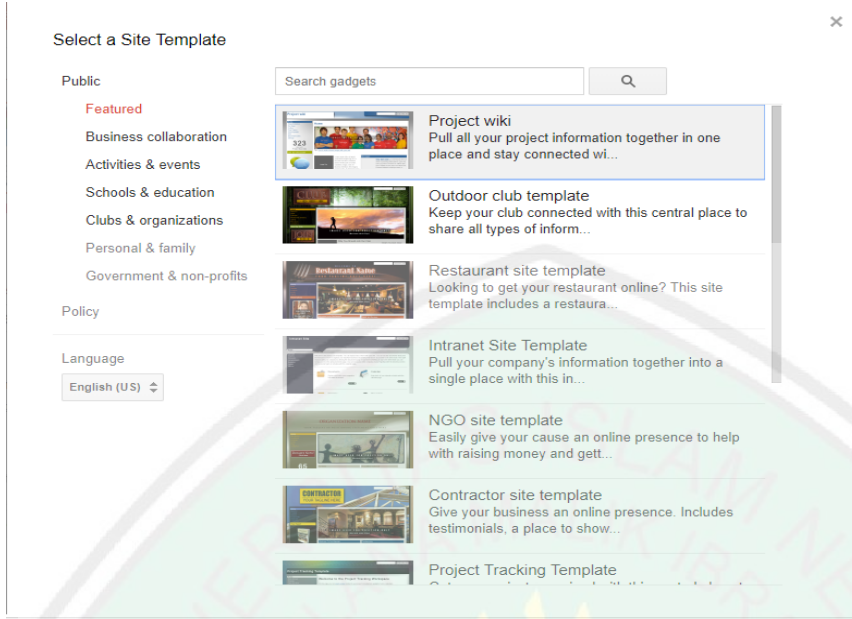 Select a Site Template
Public
Featured
Business collaboration
Activities & events
Schools & education
Clubs & organizations
Personal & family
Government & non-profits
Policy
Language
English (US)
Search gadgets
Project wiki
Pull all your project information together in one
place and stay connected wi...
Outdoor club template
Keep your club connected with this central place to
share all types of inform...
Restaurant Name
Restaurant site template
Looking to get your restaurant online? This site
template includes a restaura...
Intranet Site Template
Pull your company's information together into a
single place with this in...
NGO site template
Easily give your cause an online presence to help
with raising money and gett...
CONTRACTOR
Contractor site template
Give your business an online presence. Includes
testimonials, a place to show...
Project Tracking Template